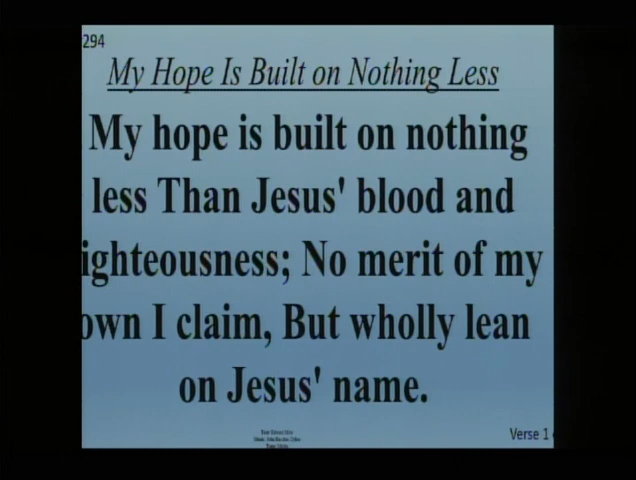 294
My Hope Is Built on Nothing Less
My hope is built on nothing
less Than Jesus' blood and
ighteousness; No merit of my
own I claim, But wholly lean
on Jesus' name.
Verse 1